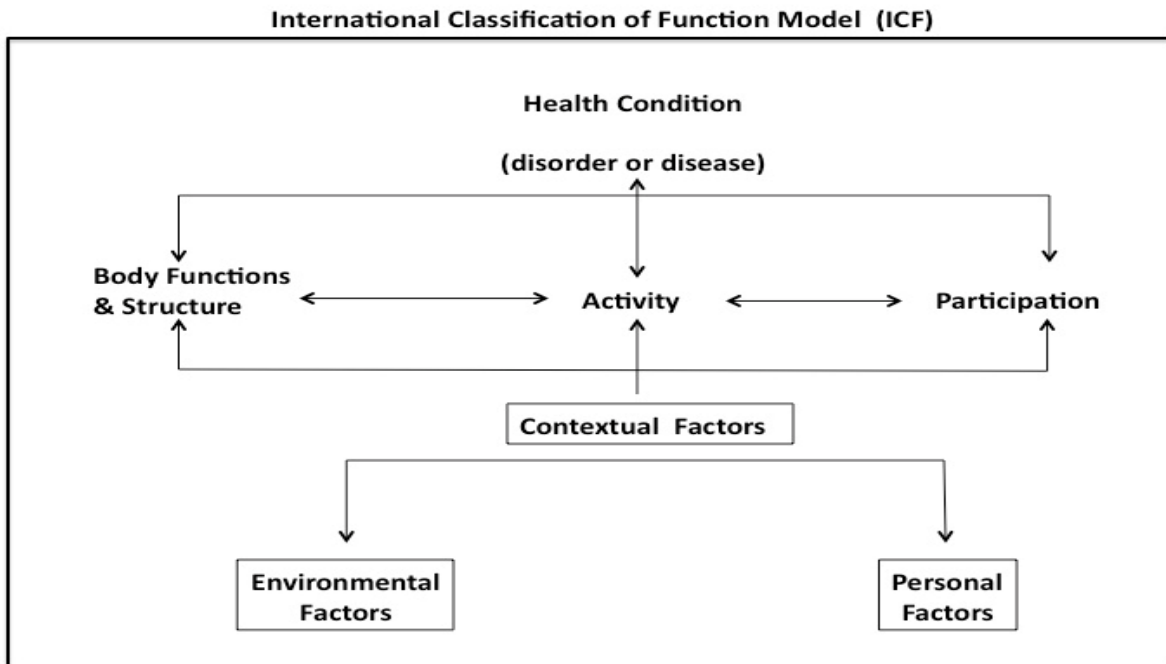 International Classification of Function Model (ICF)
Health Condition
(disorder or disease)
Body Functions
& Structure
Activity
Participation
Contextual Factors
Environmental
Factors
Personal
Factors